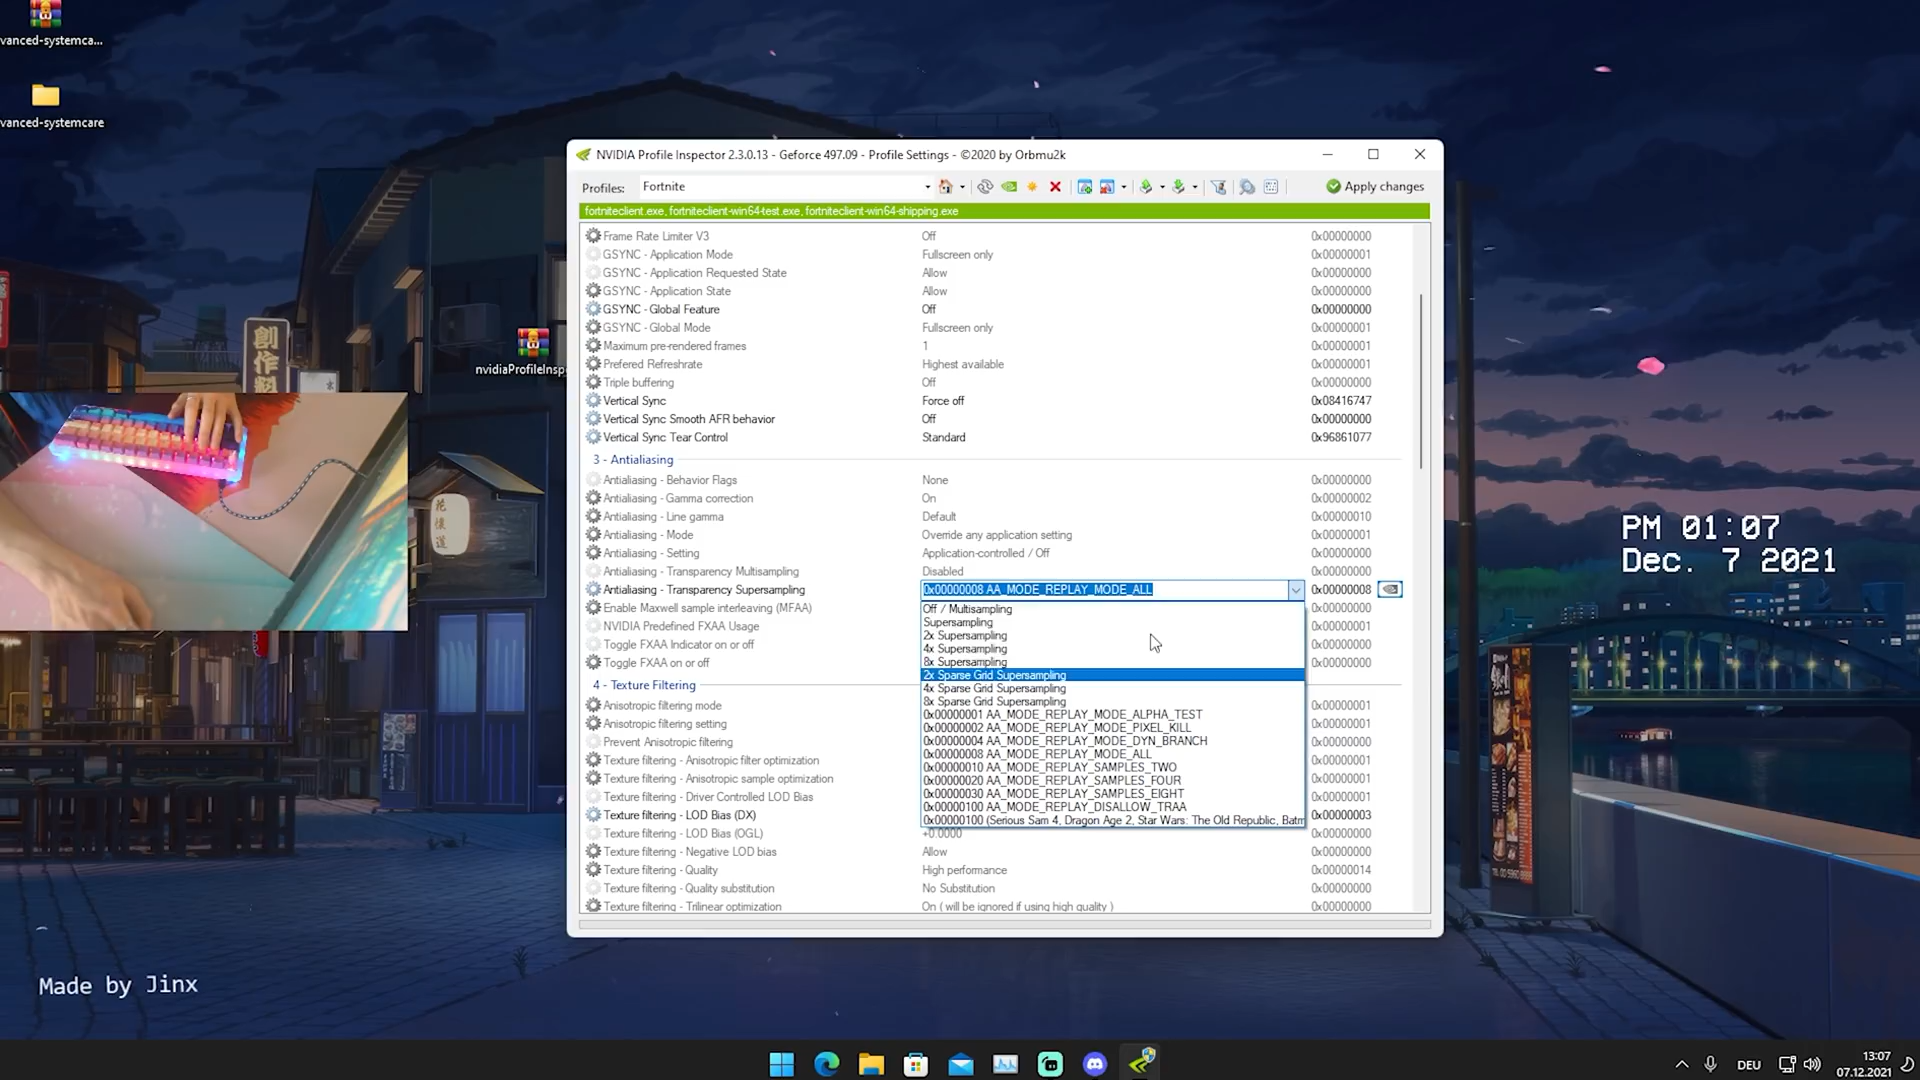 vanced-systemca...
vanced-systemcare
NVIDIA Profile Inspector 2.3.0.13 - Geforce 497.09 - Profile Settings - ©2020 by Orbmu2k
Profiles: Fortnite Apply changes
fortniteclient.exe, fortniteclient-win64-test.exe, fortniteclient-win64-shipping.exe
Frame Rate Limiter V3 Off 0x00000000
GSYNC - Application Mode Fullscreen only 0x00000001
GSYNC - Application Requested State Allow 0x00000000
GSYNC - Application State Allow 0x00000000
GSYNC - Global Feature Off 0x00000000
GSYNC - Global Mode Fullscreen only 0x00000001
Maximum pre-rendered frames 1 0x00000001
Prefered Refreshrate Highest available 0x00000001
Triple buffering Off 0x00000000
Vertical Sync Force off 0x08416747
Vertical Sync Smooth AFR behavior Off 0x00000000
Vertical Sync Tear Control Standard 0x96861077
3 - Antialiasing
Antialiasing - Behavior Flags None 0x00000000
Antialiasing - Gamma correction On 0x00000002
Antialiasing - Line gamma Default 0x00000010
Antialiasing - Mode Override any application setting 0x00000001
Antialiasing - Setting Application-controlled / Off 0x00000000
Antialiasing - Transparency Multisampling Disabled 0x00000000
Antialiasing - Transparency Supersampling 0x00000008 AA_MODE_REPLAY_MODE_ALL 0x00000008
Enable Maxwell sample interleaving (MFAA) 0x00000000
NVIDIA Predefined FXAA Usage 0x00000001
Toggle FXAA Indicator on or off 0x00000000
Toggle FXAA on or off 0x00000000
Off / Multisampling
Supersampling
2x Supersampling
4x Supersampling
8x Supersampling
2x Sparse Grid Supersampling
4x Sparse Grid Supersampling
8x Sparse Grid Supersampling
0x00000001 AA_MODE_REPLAY_MODE_ALPHA_TEST
0x00000002 AA_MODE_REPLAY_MODE_PIXEL_KILL
0x00000004 AA_MODE_REPLAY_MODE_DYN_BRANCH
0x00000008 AA_MODE_REPLAY_MODE_ALL
0x00000010 AA_MODE_REPLAY_SAMPLES_TWO
0x00000020 AA_MODE_REPLAY_SAMPLES_FOUR
0x00000030 AA_MODE_REPLAY_SAMPLES_EIGHT
0x00000100 AA_MODE_REPLAY_DISALLOW_TRAA
0x00000100 (Serious Sam 4, Dragon Age 2, Star Wars: The Old Republic, Batm
4 - Texture Filtering
Anisotropic filtering mode 0x00000001
Anisotropic filtering setting 0x00000001
Prevent Anisotropic filtering 0x00000000
Texture filtering - Anisotropic filter optimization 0x00000001
Texture filtering - Anisotropic sample optimization 0x00000001
Texture filtering - Driver Controlled LOD Bias 0x00000001
Texture filtering - LOD Bias (DX) 0x00000003
Texture filtering - LOD Bias (OGL) +0.0000 0x00000000
Texture filtering - Negative LOD bias Allow 0x00000000
Texture filtering - Quality High performance 0x00000014
Texture filtering - Quality substitution No Substitution 0x00000000
Texture filtering - Trilinear optimization On ( will be ignored if using high quality ) 0x00000000
nvidiaProfileInsp
創作料
花懐道
PM 01:07
Dec. 7 2021
Made by Jinx
DEU
13:07
07.12.2021